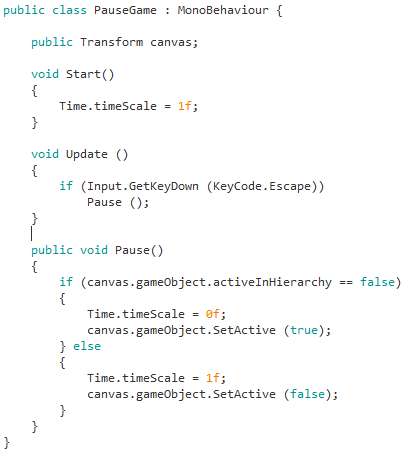 public class PauseGame : MonoBehaviour {
public Transform canvas;
void Start()
{
Time.timeScale = 1f;
}
void Update ()
{
if (Input.GetKeyDown (KeyCode.Escape))
Pause ();
}
public void Pause()
{
if (canvas.gameObject.activeInHierarchy == false)
{
Time.timeScale = 0f;
canvas.gameObject.SetActive (true);
} else
{
Time.timeScale = 1f;
canvas.gameObject.SetActive (false);
}
}
}